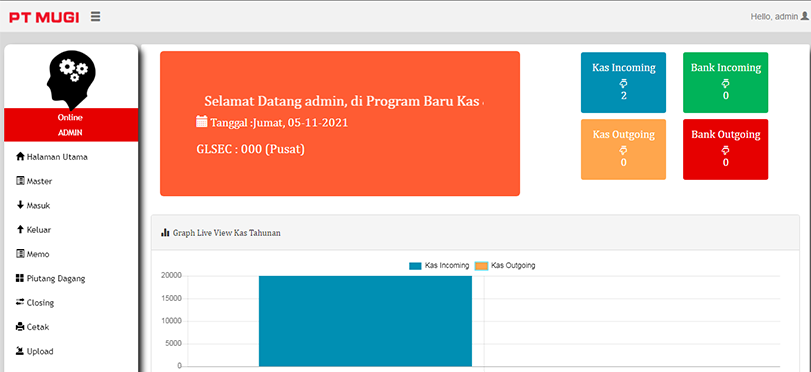 PT MUGI
Hello, admin
Online
ADMIN
Halaman Utama
Master
Masuk
Keluar
Memo
Piutang Dagang
Closing
Cetak
Upload
Selamat Datang admin, di Program Baru Kas
Tanggal :Jumat, 05-11-2021
GLSEC : 000 (Pusat)
Kas Incoming
2
Bank Incoming
0
Kas Outgoing
0
Bank Outgoing
0
Graph Live View Kas Tahunan
Kas Incoming Kas Outgoing
20000
15000
10000
5000
0